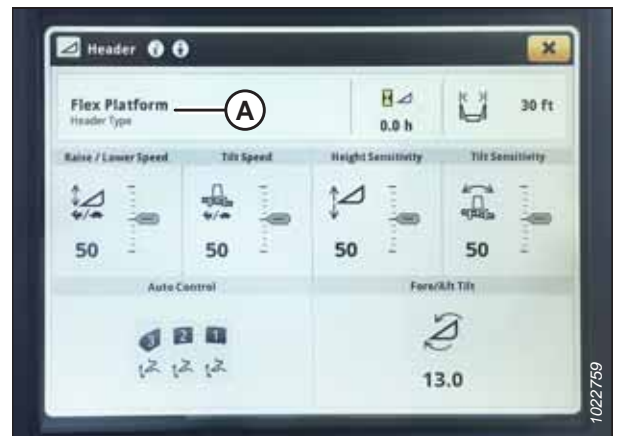 Header
Flex Platform
Header Type
A
0.0 h
30 ft
Raise / Lower Speed
Tilt Speed
Height Sensitivity
Tilt Sensitivity
50
50
50
50
Auto Control
Fore/Aft Tilt
3 2 1
13.0
1022759